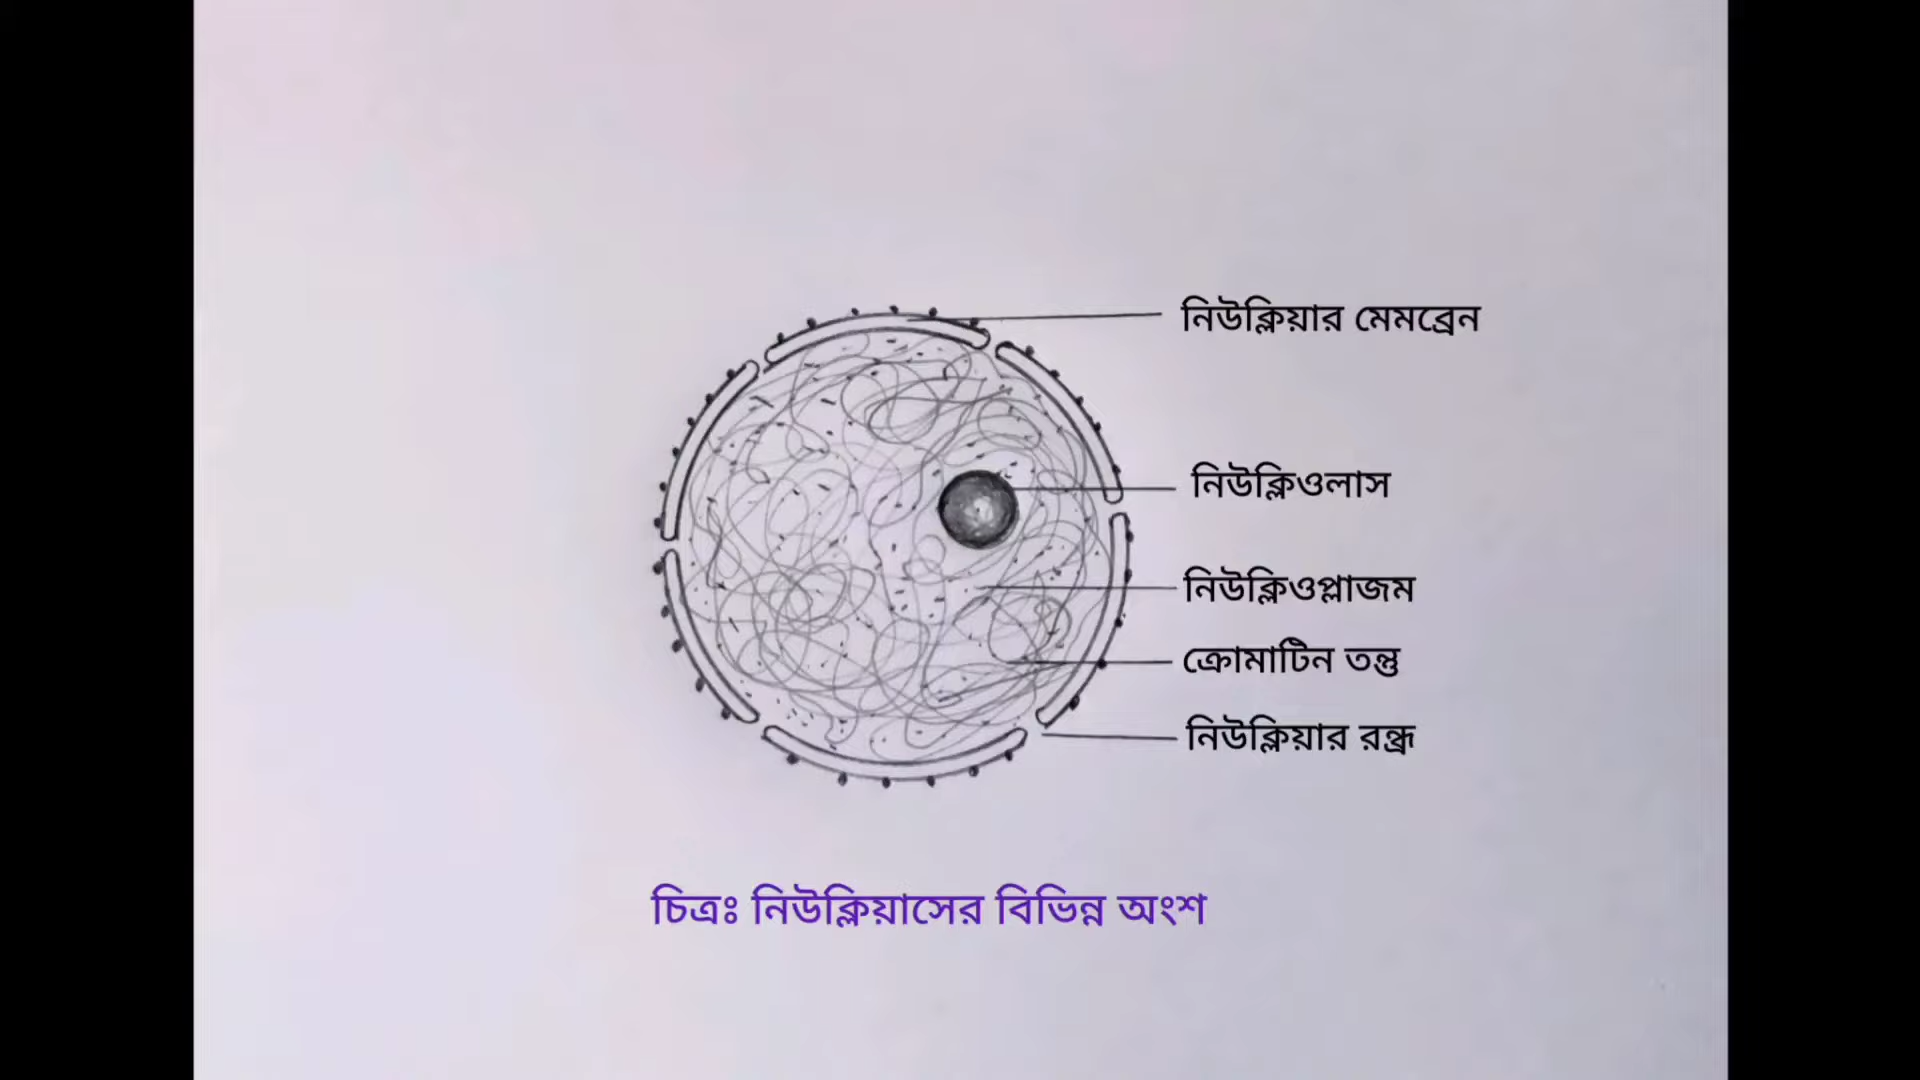 নিউক্লিয়ার মেমব্রেন
নিউক্লিওলাস
নিউক্লিওপ্লাজম
ক্রোমাটিন তন্তু
নিউক্লিয়ার রন্ধ্র
চিত্রঃ নিউক্লিয়াসের বিভিন্ন অংশ